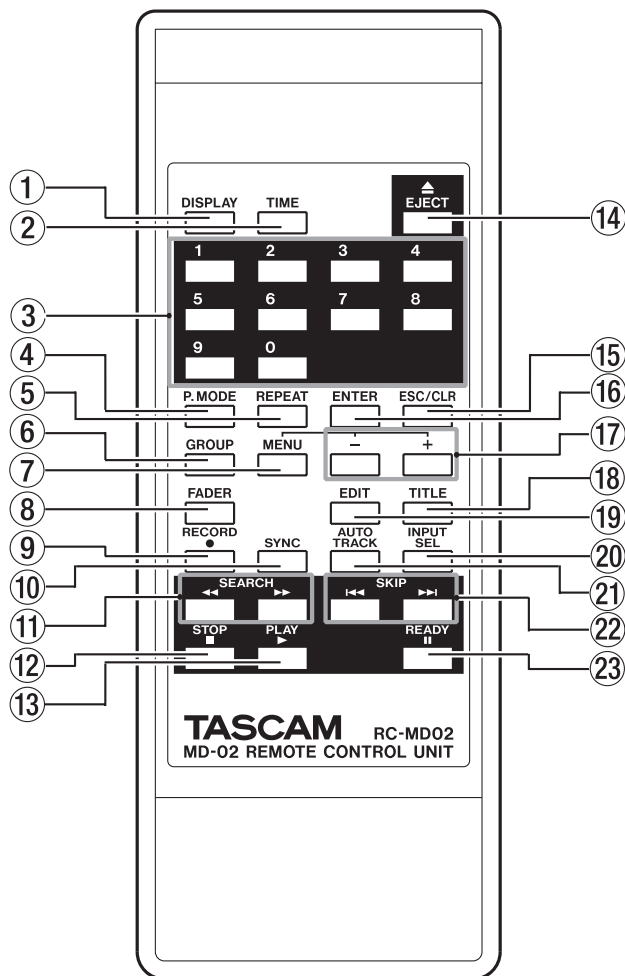 ① DISPLAY TIME ⏏ EJECT ⑭
②
③ 1 2 3 4
5 6 7 8
9 0
④ P.MODE REPEAT ENTER ESC/CLR ⑮
⑤ ⑯
⑥ GROUP MENU − + ⑰
⑦
⑧ FADER EDIT TITLE ⑱
⑲
⑨ RECORD ● SYNC AUTO TRACK INPUT SEL ⑳
⑩ ㉑
⑪ SEARCH ◀◀ ▶▶ SKIP I◀◀ ▶▶I ㉒
⑫ STOP ■ PLAY ▶ READY II ㉓
⑬
TASCAM RC-MD02
MD-02 REMOTE CONTROL UNIT